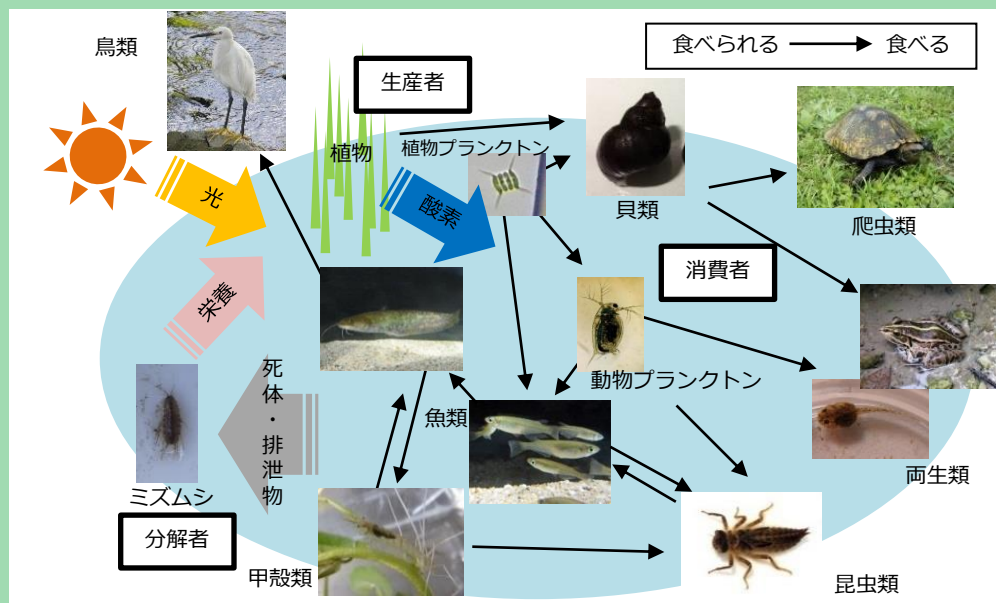 鳥類
食べられる
食べる
生産者
植物
植物プランクトン
光
酸素
貝類
爬虫類
消費者
栄養
死体・排泄物
動物プランクトン
魚類
両生類
ミズムシ
分解者
甲殻類
昆虫類